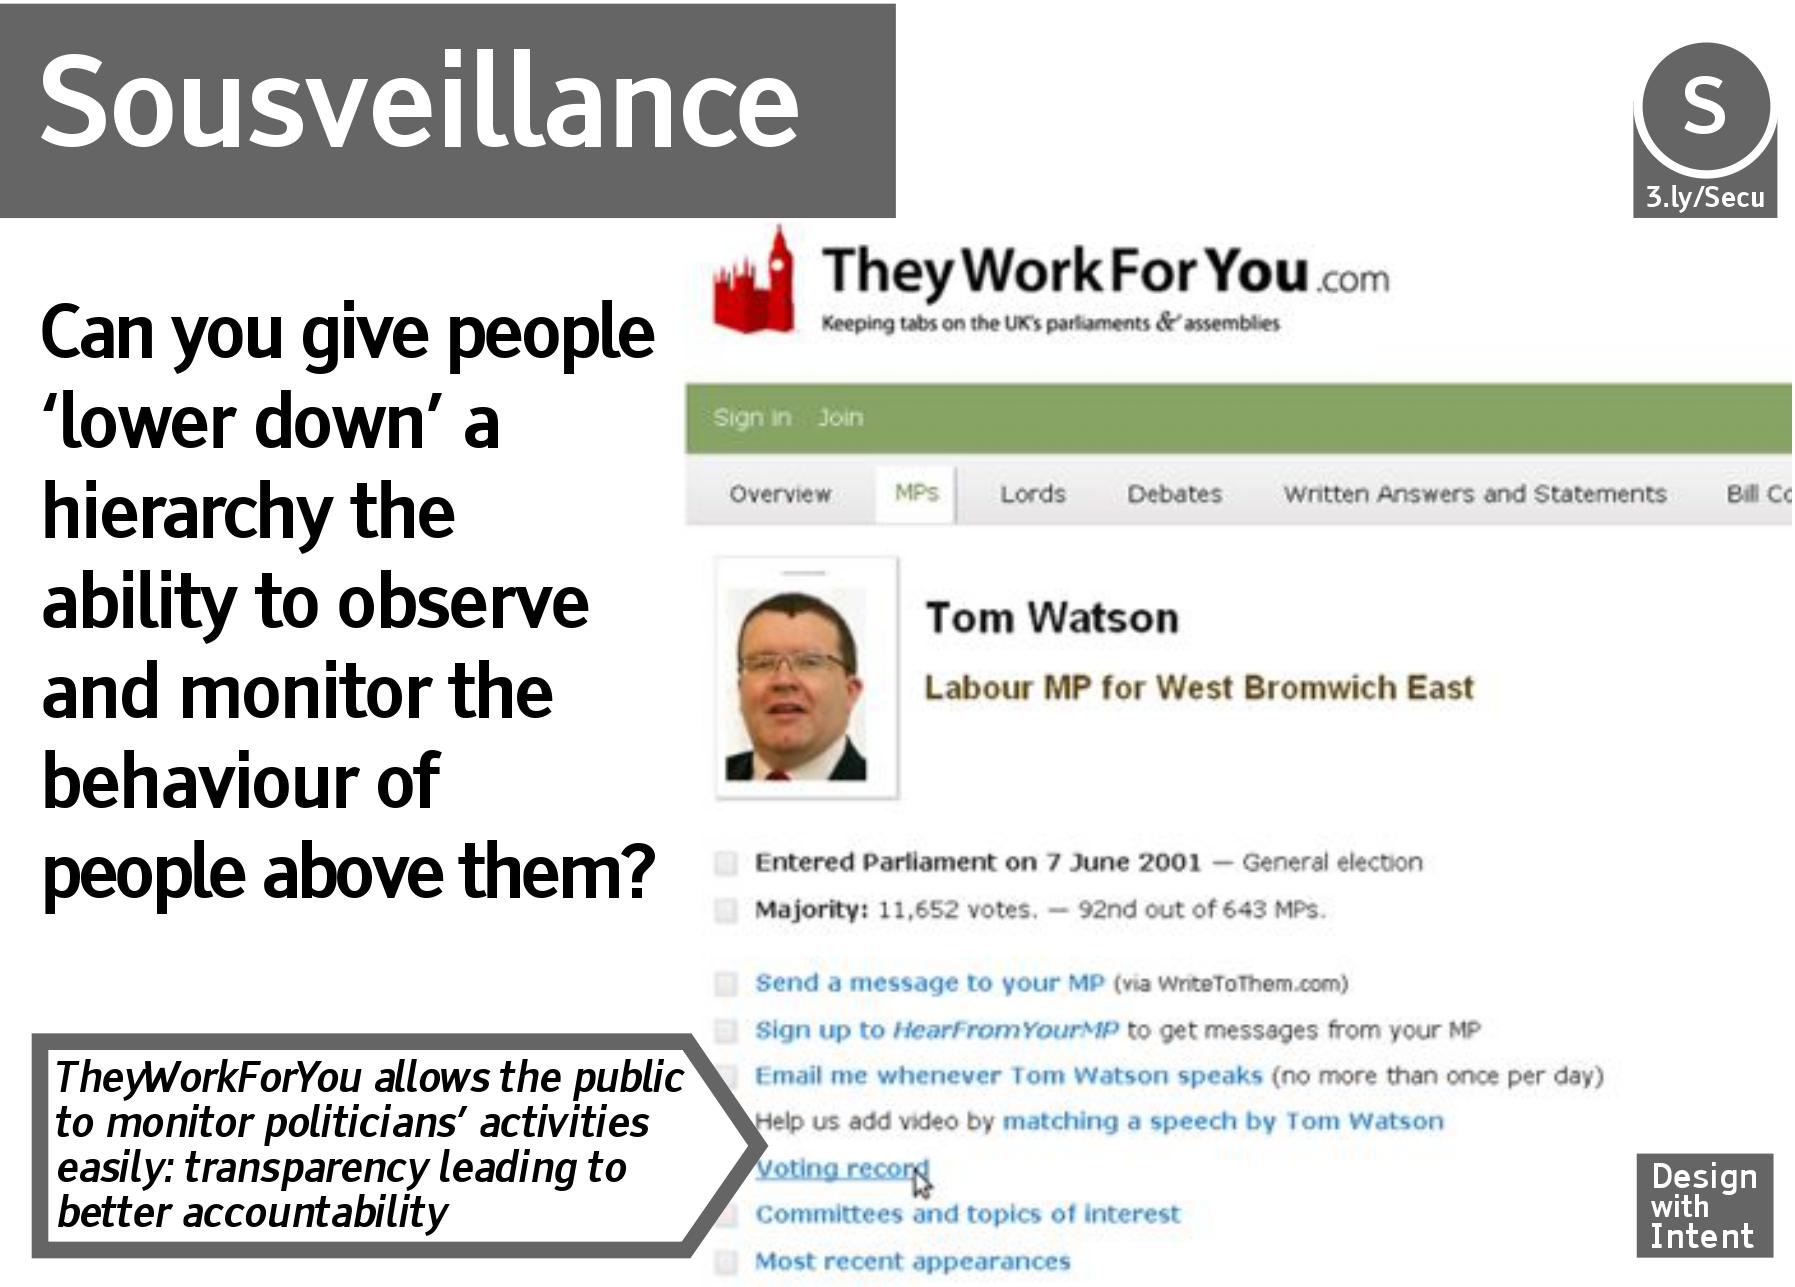 Sousveillance
S
3.ly/Secu
Can you give people
‘lower down’ a
hierarchy the
ability to observe
and monitor the
behaviour of
people above them?
TheyWorkForYou allows the public
to monitor politicians’ activities
easily: transparency leading to
better accountability
TheyWorkForYou.com
Keeping tabs on the UK's parliaments & assemblies
Sign in Join
Overview MPs Lords Debates Written Answers and Statements Bill Co
Tom Watson
Labour MP for West Bromwich East
Entered Parliament on 7 June 2001 — General election
Majority: 11,652 votes. — 92nd out of 643 MPs.
Send a message to your MP (via WriteToThem.com)
Sign up to HearFromYourMP to get messages from your MP
Email me whenever Tom Watson speaks (no more than once per day)
Help us add video by matching a speech by Tom Watson
Voting record
Committees and topics of interest
Most recent appearances
Design
with
Intent